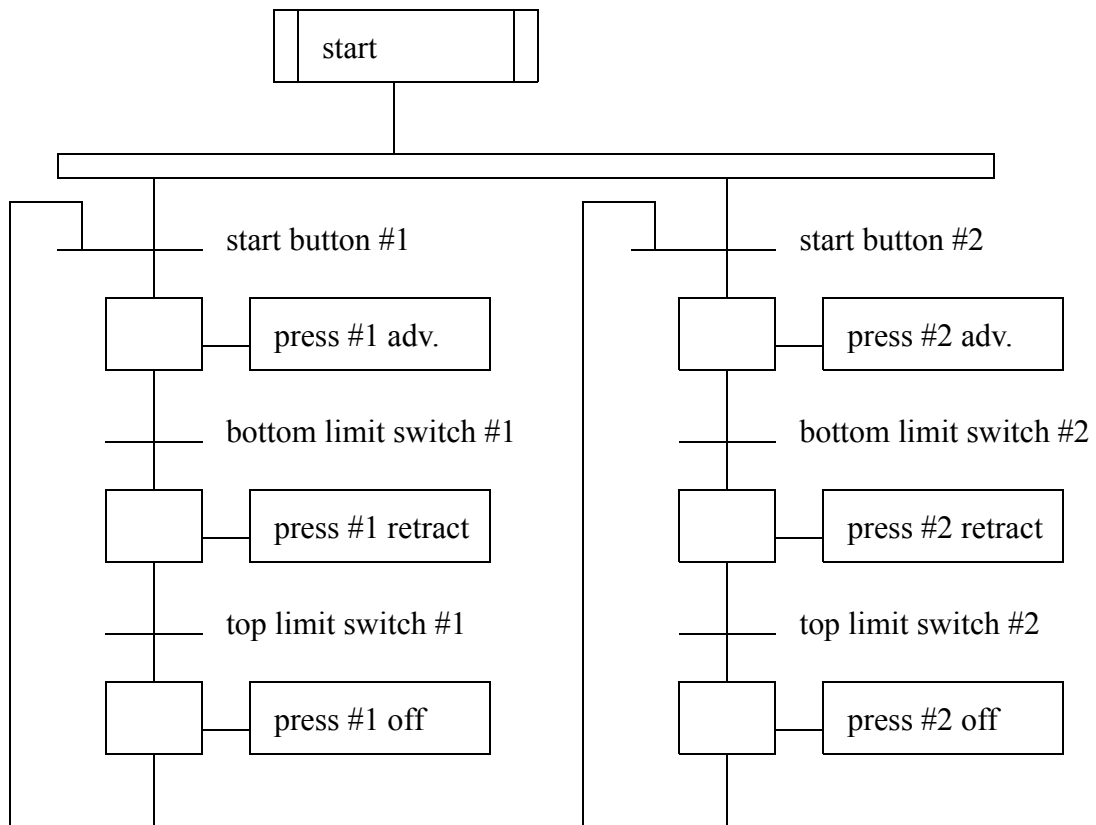 start
start button #1
start button #2
press #1 adv.
press #2 adv.
bottom limit switch #1
bottom limit switch #2
press #1 retract
press #2 retract
top limit switch #1
top limit switch #2
press #1 off
press #2 off